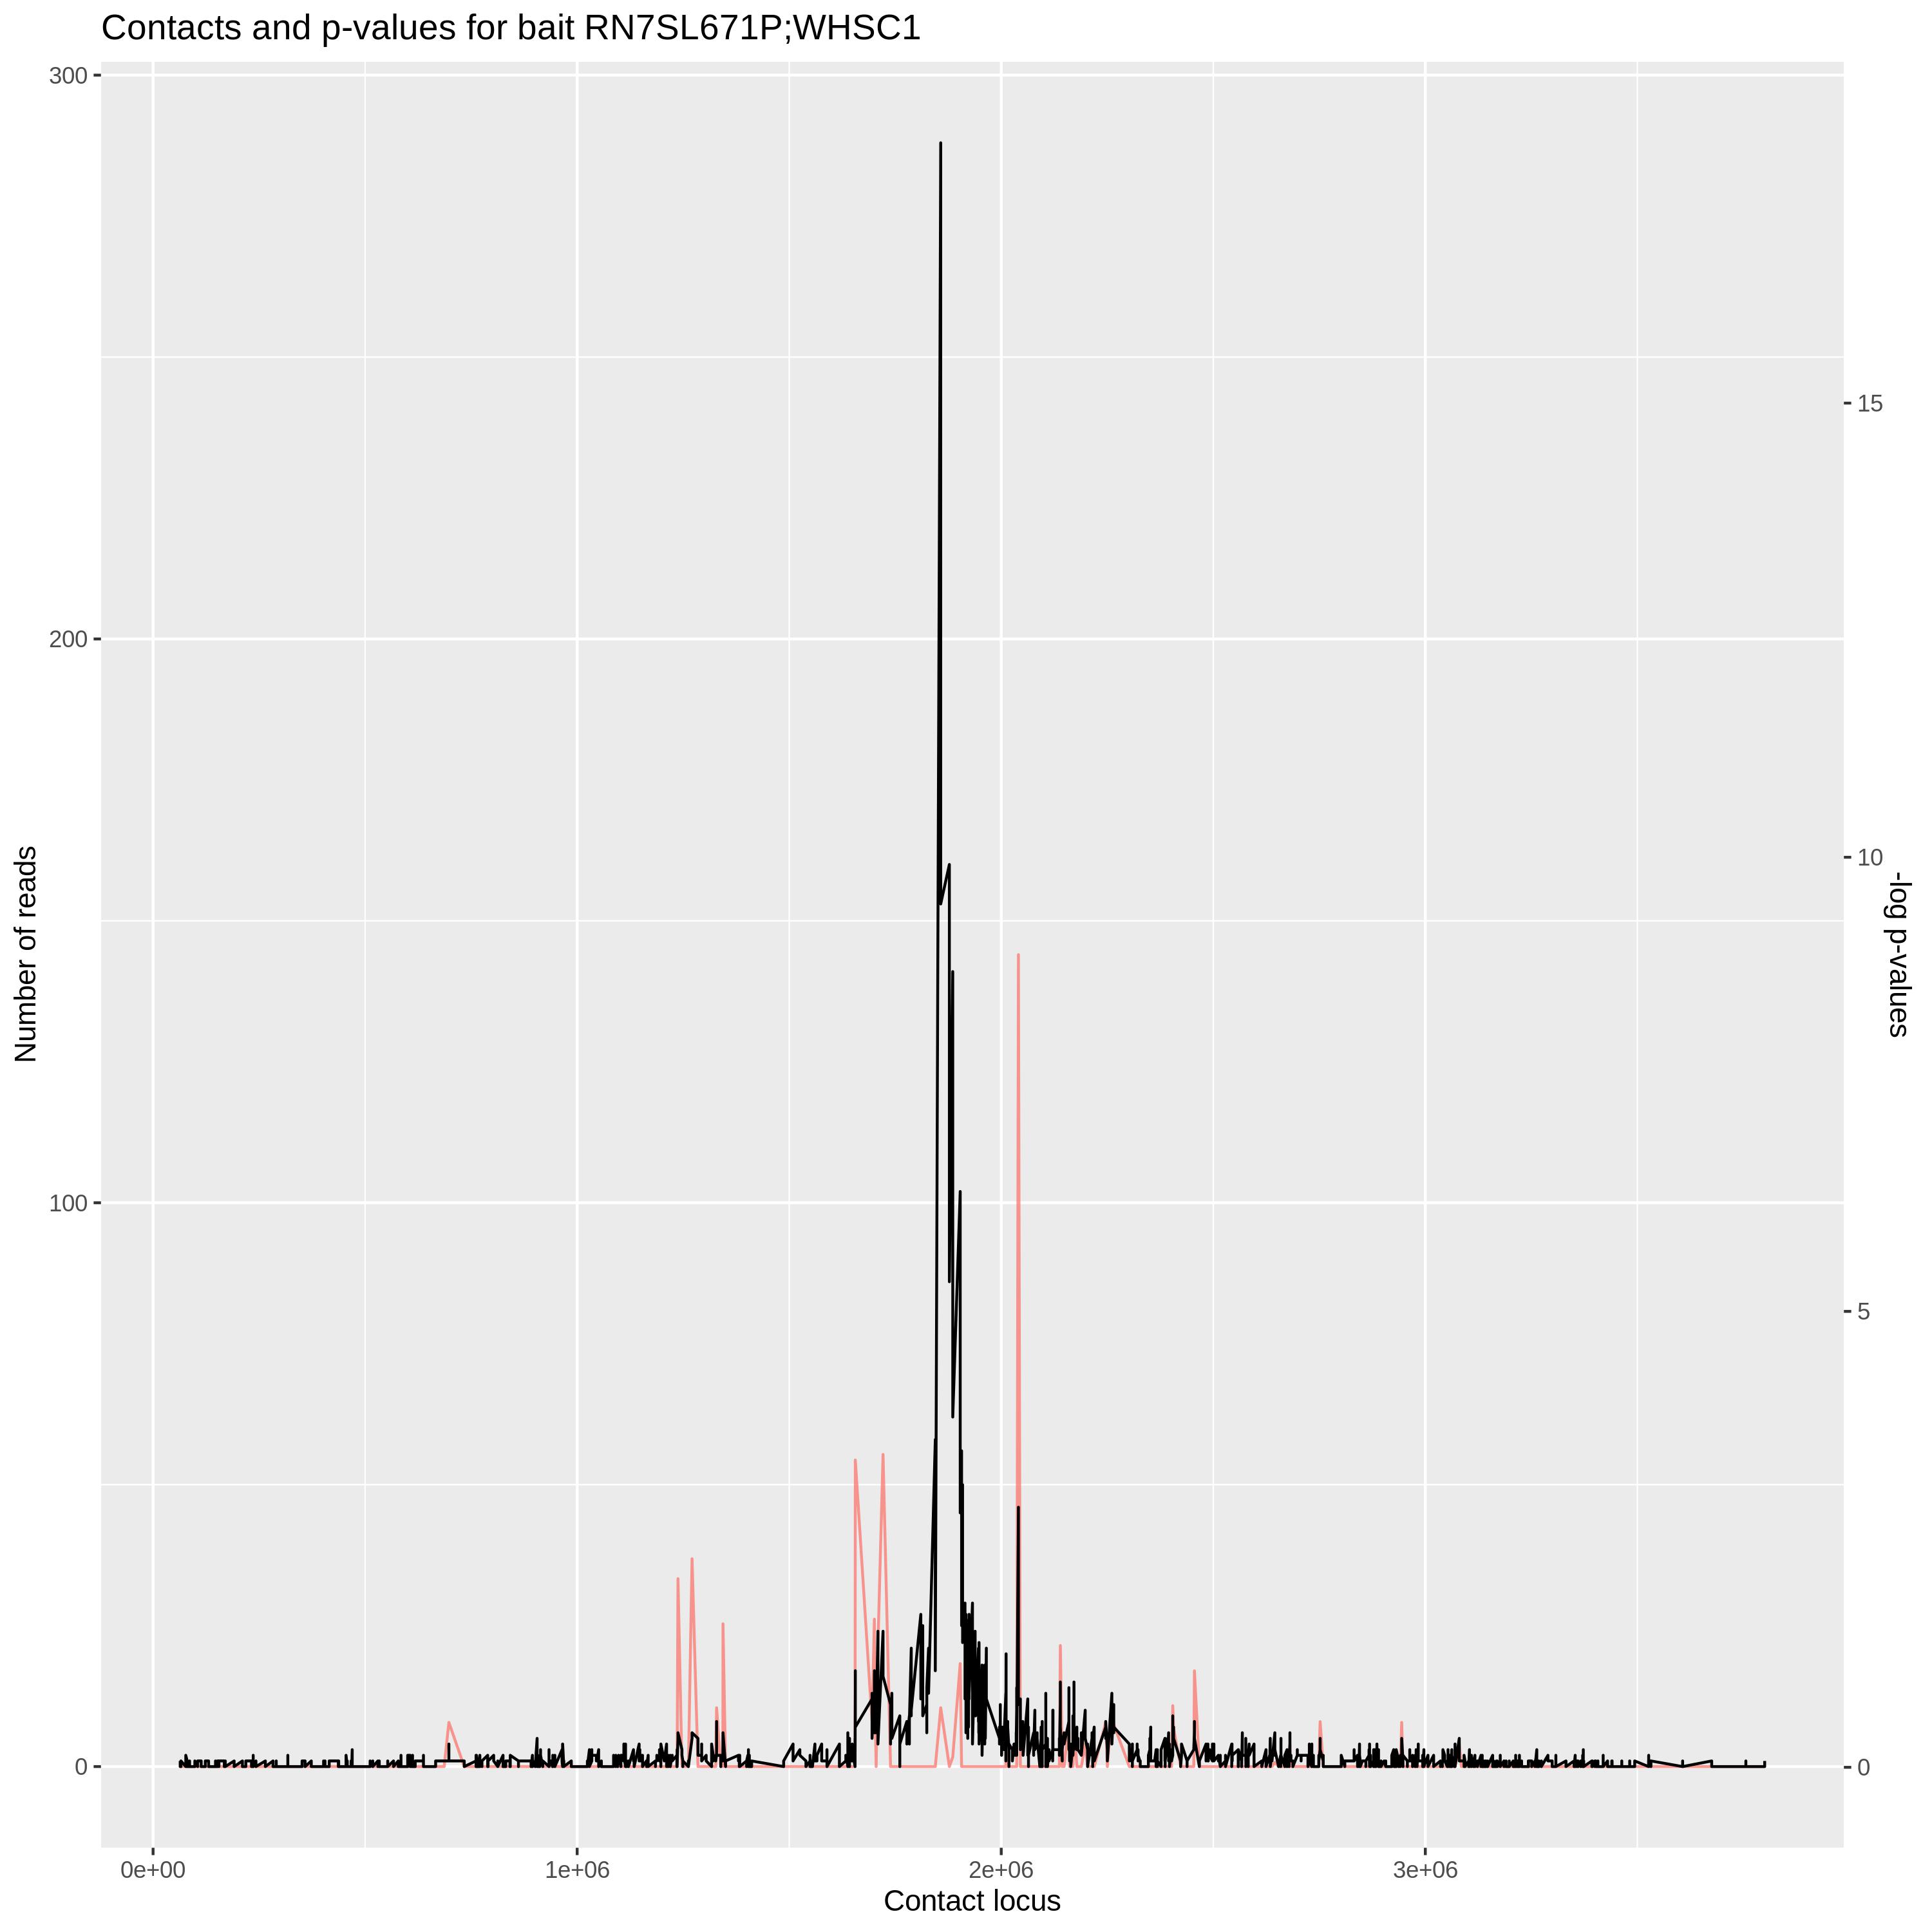 Contacts and p-values for bait RN7SL671P;WHSC1
300
200
100
0
Number of reads
15
10
5
0
-log p-values
0e+00 1e+06 2e+06 3e+06
Contact locus